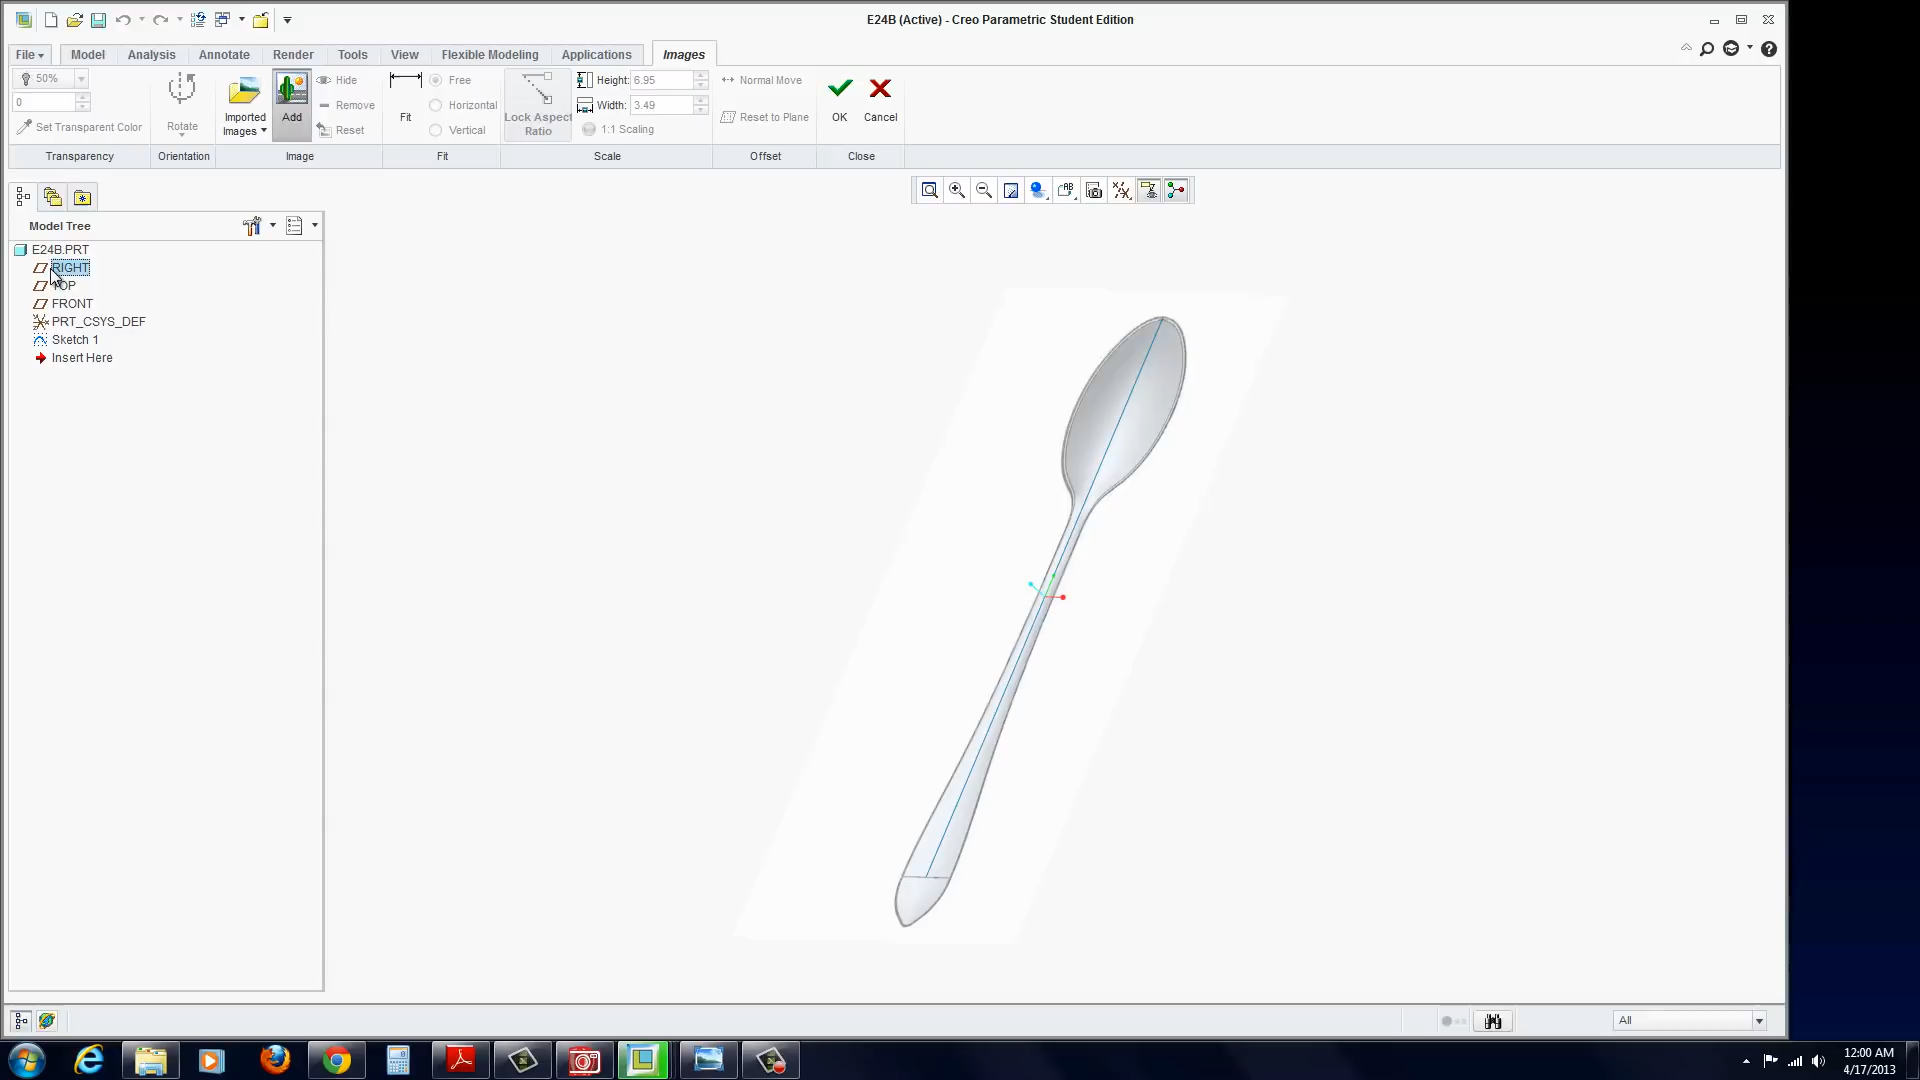 E24B (Active) - Creo Parametric Student Edition
File Model Analysis Annotate Render Tools View Flexible Modeling Applications Images
50% Hide Free Height: 6.95 Normal Move
0 Remove Horizontal Width: 3.49
Set Transparent Color Rotate Imported Images Add Reset Fit Vertical Lock Aspect Ratio 1:1 Scaling Reset to Plane OK Cancel
Transparency Orientation Image Fit Scale Offset Close
Model Tree
E24B.PRT
RIGHT
TOP
FRONT
PRT_CSYS_DEF
Sketch 1
Insert Here
All
12:00 AM
4/17/2013